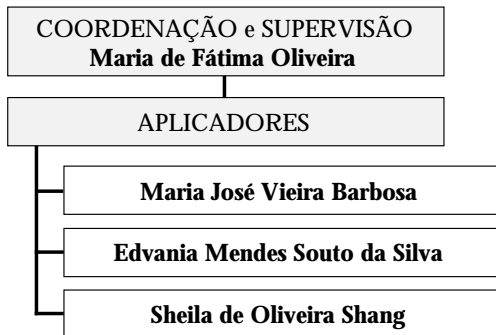 COORDENAÇÃO e SUPERVISÃO
Maria de Fátima Oliveira
APLICADORES
Maria José Vieira Barbosa
Edvania Mendes Souto da Silva
Sheila de Oliveira Shang